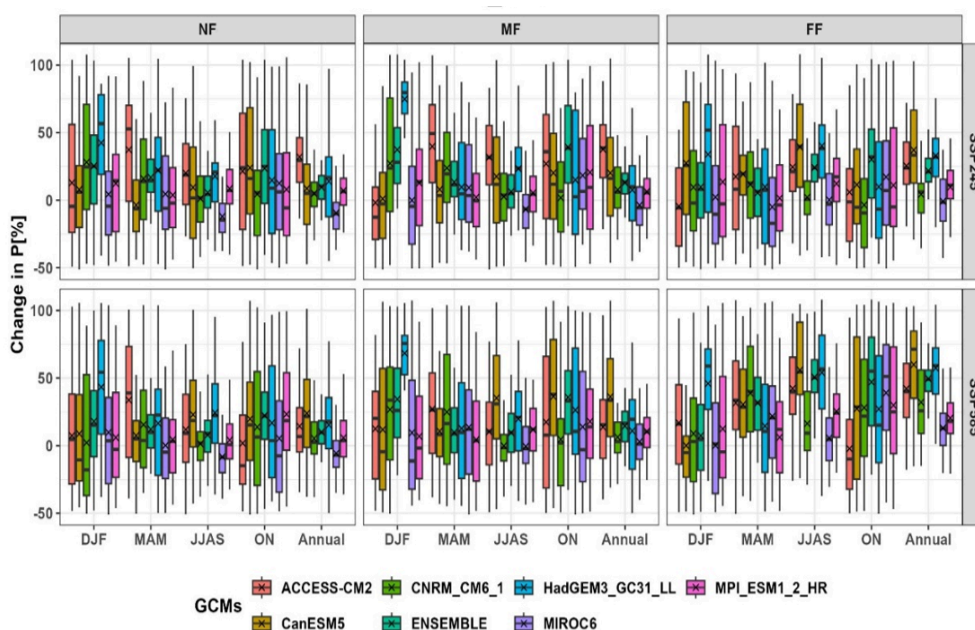 NF MF FF
100
50
0
-50
SSP245
100
50
0
-50
SSP585
Change in P[%]
DJF MAM JJAS ON Annual DJF MAM JJAS ON Annual DJF MAM JJAS ON Annual
GCMs
ACCESS-CM2 CNRM_CM6_1 HadGEM3_GC31_LL MPI_ESM1_2_HR
CanESM5 ENSEMBLE MIROC6